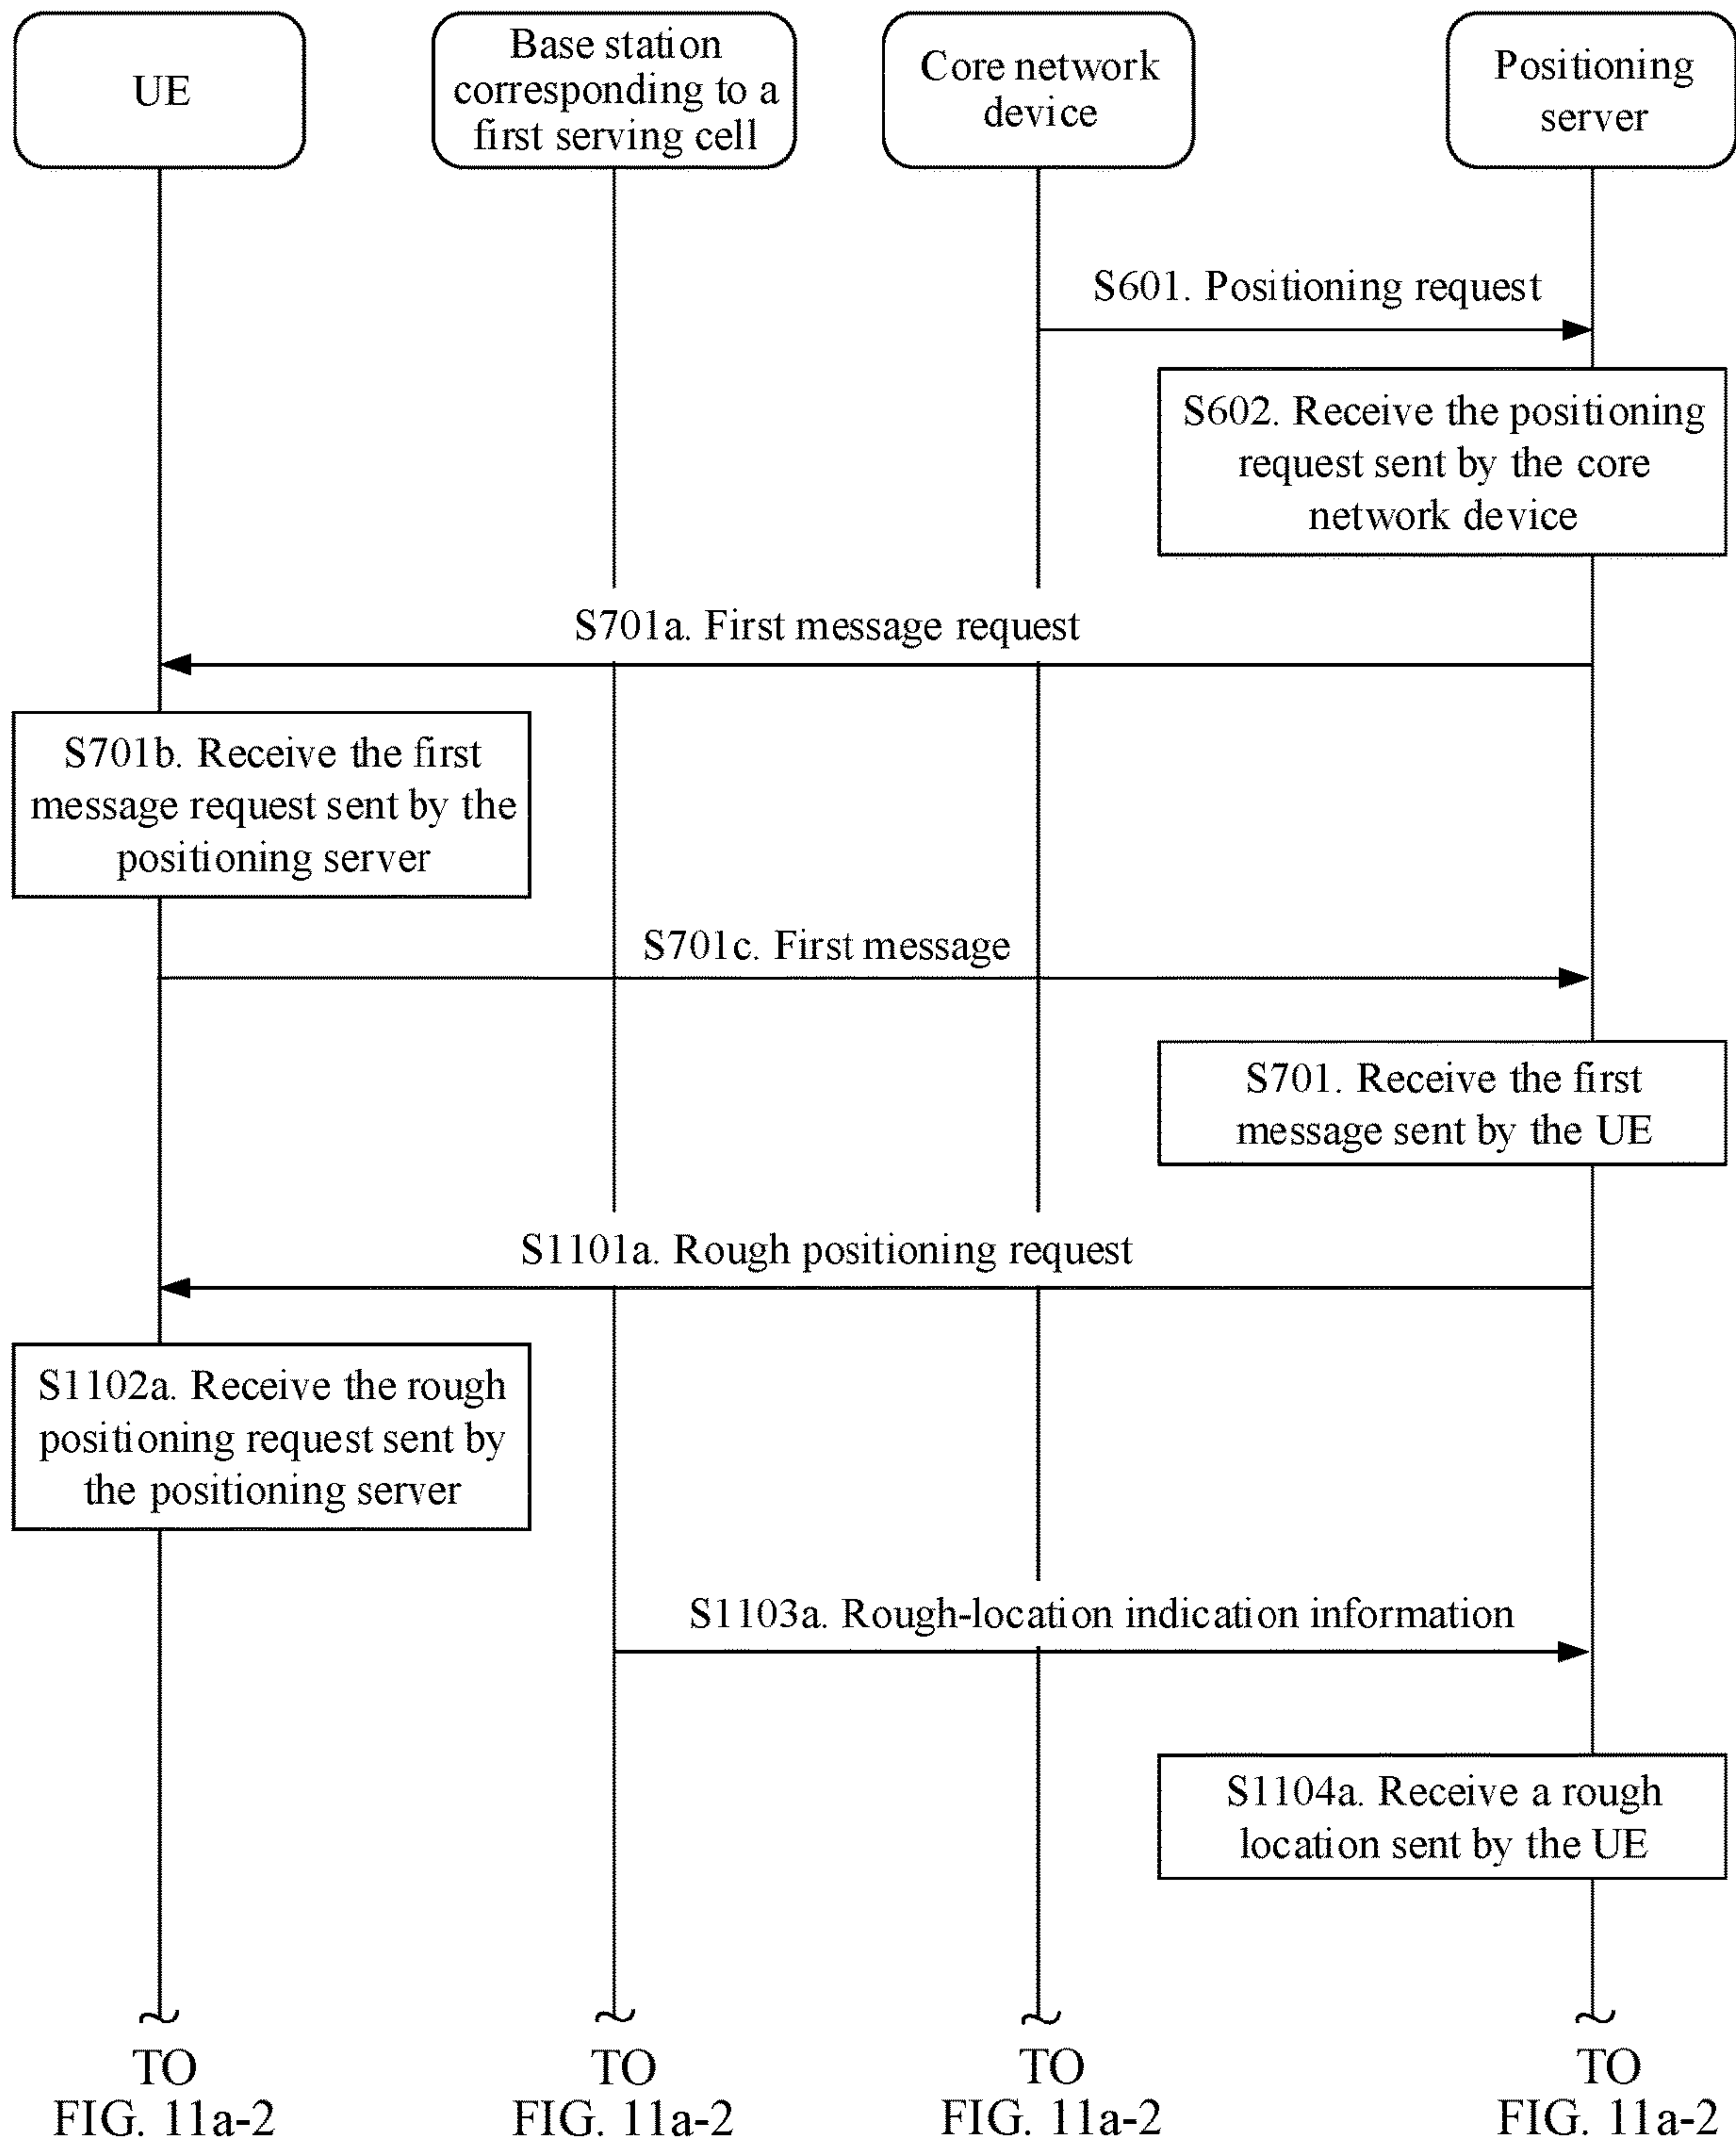 UE
Base station
corresponding to a
first serving cell
Core network
device
Positioning
server
S601. Positioning request
S602. Receive the positioning
request sent by the core
network device
S701a. First message request
S701b. Receive the first
message request sent by the
positioning server
S701c. First message
S701. Receive the first
message sent by the UE
S1101a. Rough positioning request
S1102a. Receive the rough
positioning request sent by
the positioning server
S1103a. Rough-location indication information
S1104a. Receive a rough
location sent by the UE
TO
FIG. 11a-2
TO
FIG. 11a-2
TO
FIG. 11a-2
TO
FIG. 11a-2